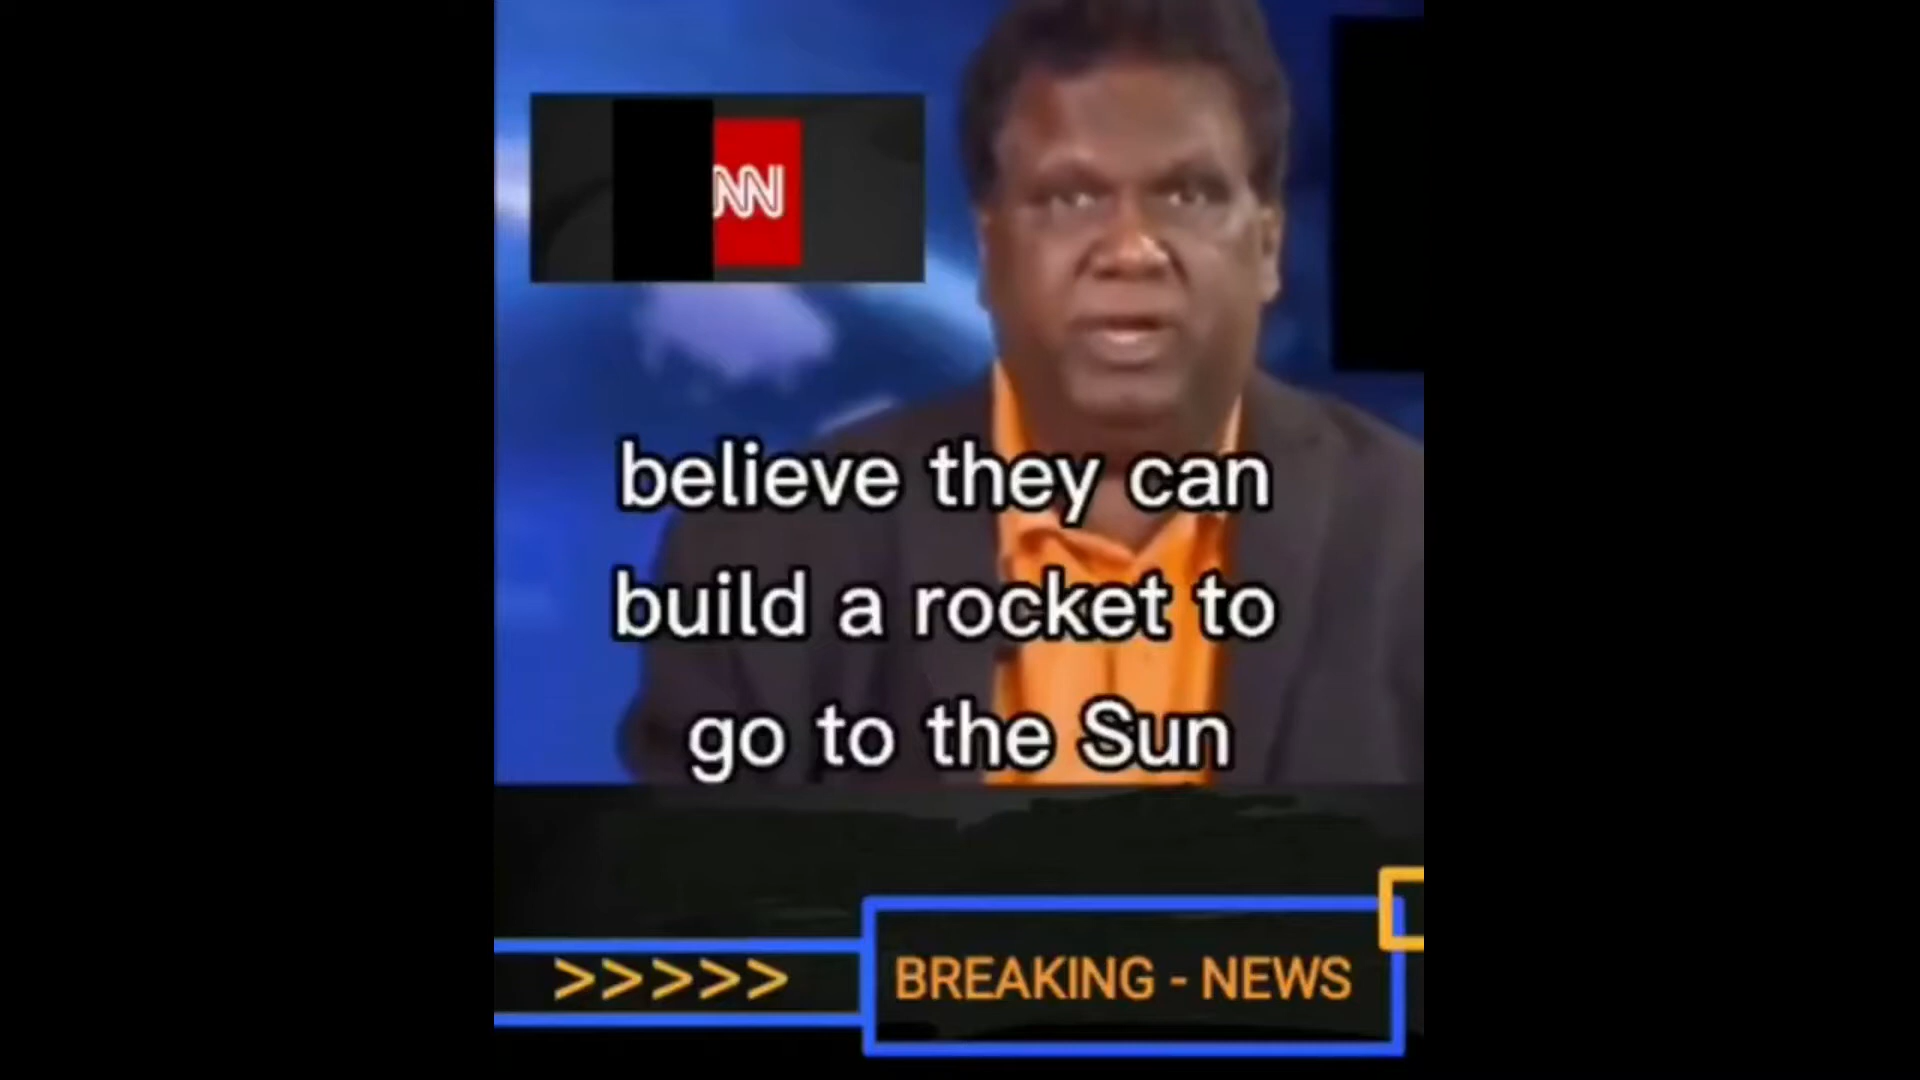 NN
believe they can
build a rocket to
go to the Sun
>>>>> BREAKING - NEWS